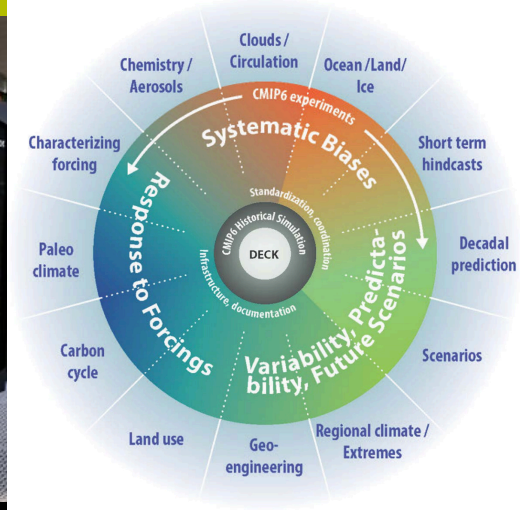 Clouds /
Circulation
Ocean /Land/
Ice
Short term
hindcasts
Decadal
prediction
Scenarios
Regional climate /
Extremes
Geo-
engineering
Land use
Carbon
cycle
Paleo
climate
Characterizing
forcing
Chemistry /
Aerosols
CMIP6 experiments
Systematic Biases
Variability, Predicta-
bility, Future Scenarios
Response to Forcings
Standardization, coordination
Infrastructure, documentation
CMIP6 Historical Simulation
DECK